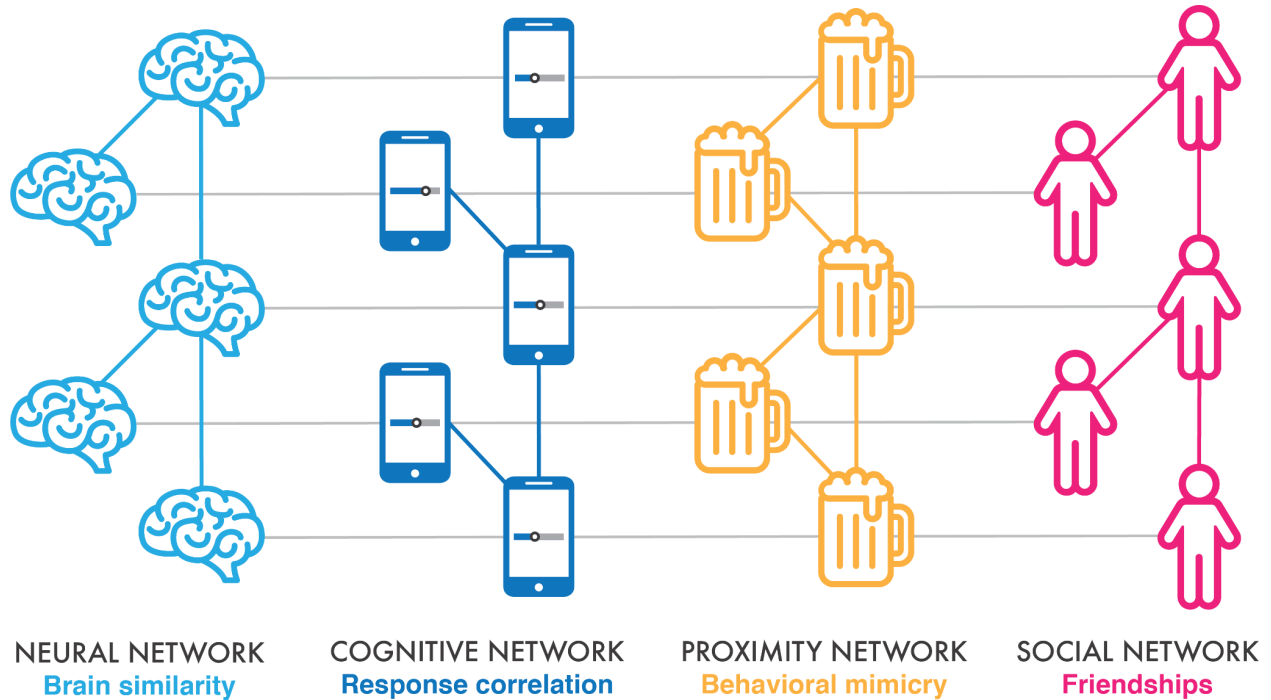 NEURAL NETWORK
Brain similarity
COGNITIVE NETWORK
Response correlation
PROXIMITY NETWORK
Behavioral mimicry
SOCIAL NETWORK
Friendships